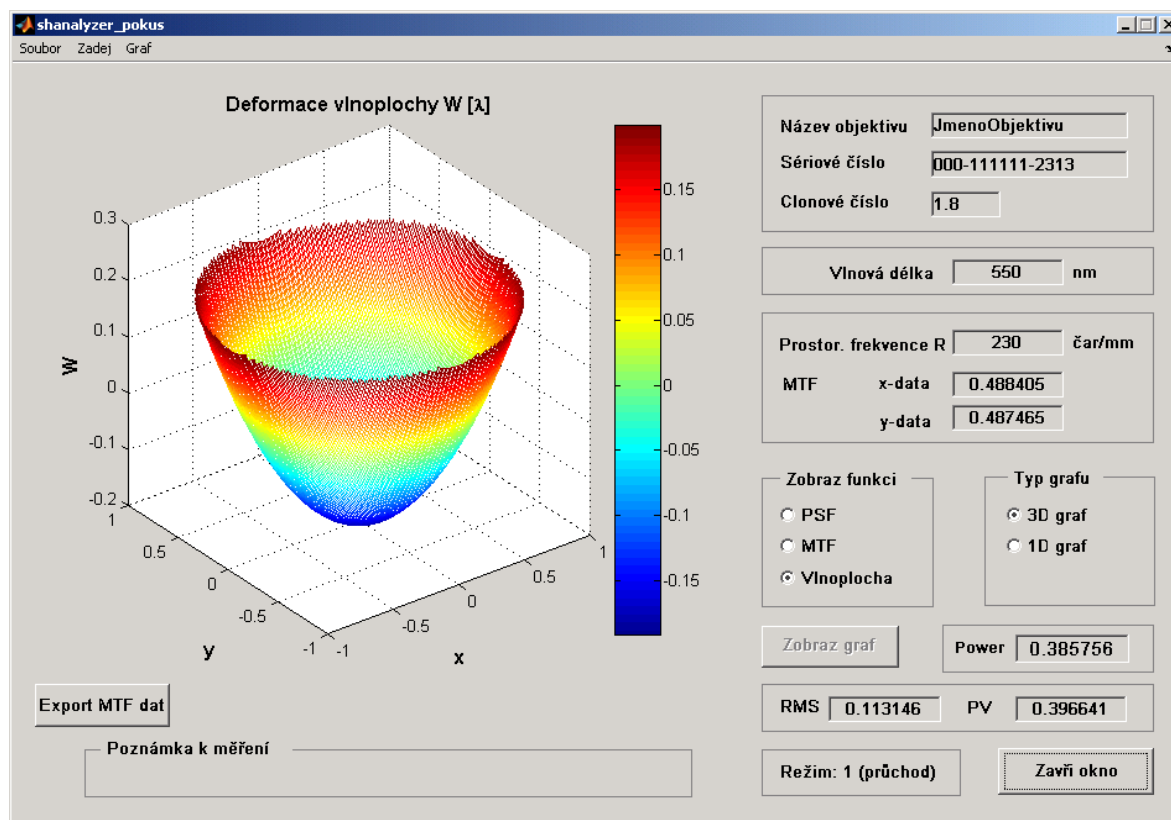 shanalyzer_pokus
Soubor Zadej Graf
Deformace vlnoplochy W [λ]
W
0.3
0.2
0.1
0
-0.1
-0.2
1
0.5
0
-0.5
-1
y
-1
-0.5
0
0.5
1
x
0.15
0.1
0.05
0
-0.05
-0.1
-0.15
Export MTF dat
Poznámka k měření
Název objektivu JmenoObjektivu
Sériové číslo 000-111111-2313
Clonové číslo 1.8
Vlnová délka 550 nm
Prostor. frekvence R 230 čar/mm
MTF x-data 0.488405
y-data 0.487465
Zobraz funkci
PSF
MTF
Vlnoplocha
Typ grafu
3D graf
1D graf
Zobraz graf
Power 0.385756
RMS 0.113146 PV 0.396641
Režim: 1 (průchod)
Zavři okno